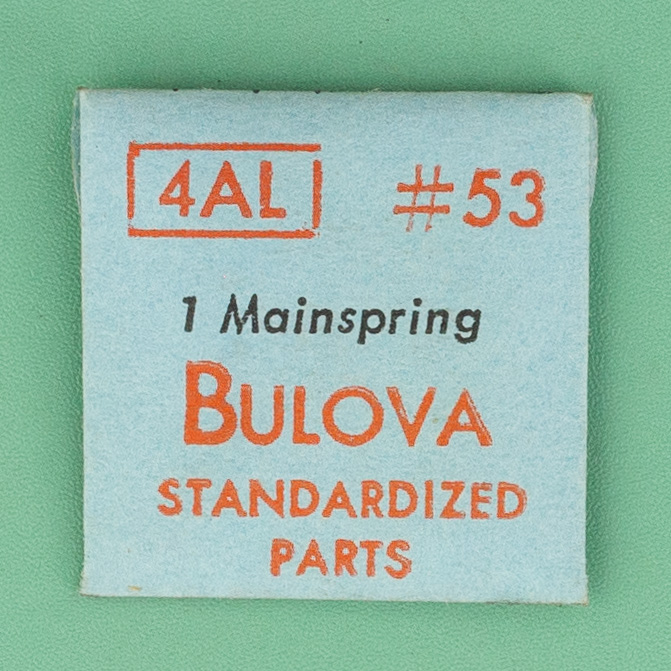 4AL #53
1 Mainspring
BULOVA
STANDARDIZED
PARTS